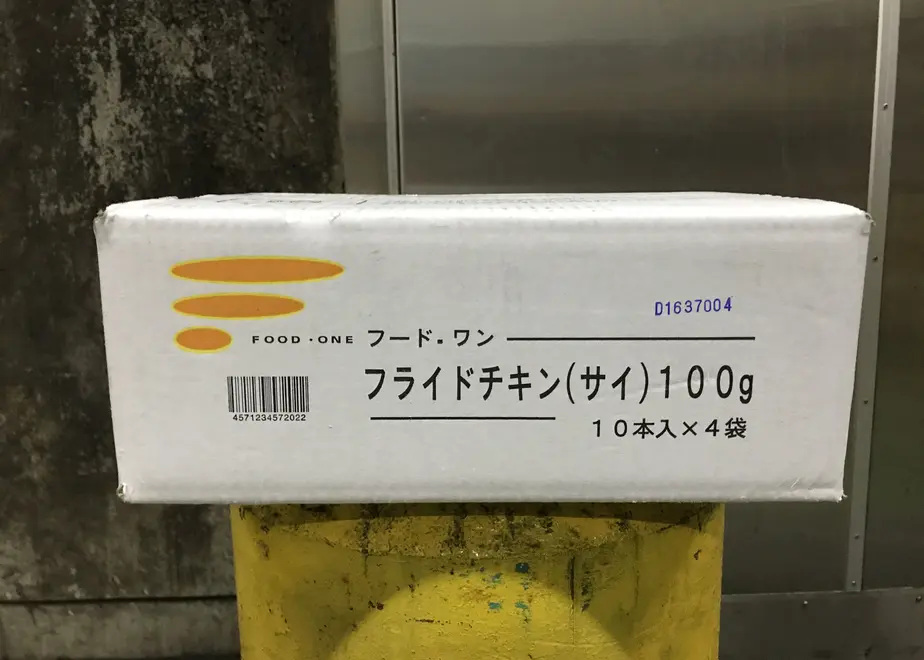 D1637004
FOOD・ONE フード・ワン
フライドチキン(サイ)100g
10本入×4袋
4571234572022